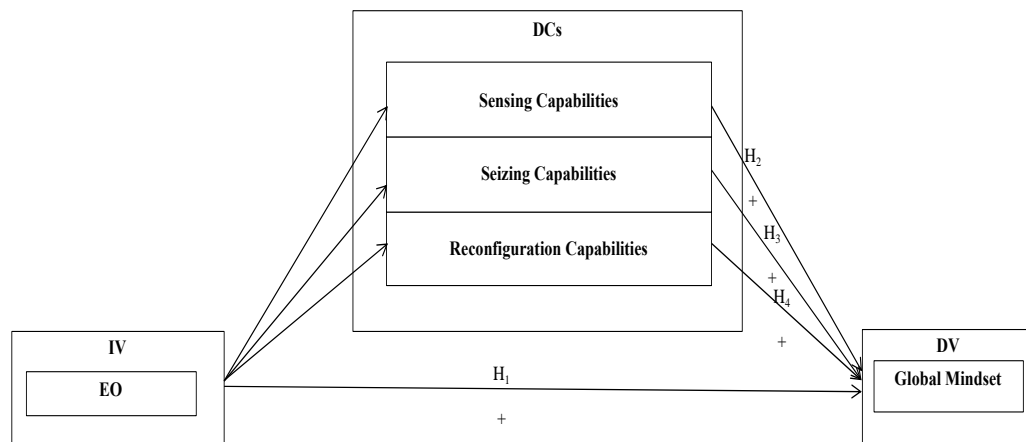 DCs
Sensing Capabilities
Seizing Capabilities
Reconfiguration Capabilities
H₂
+
H₃
+
H₄
+
IV
EO
H₁
+
DV
Global Mindset